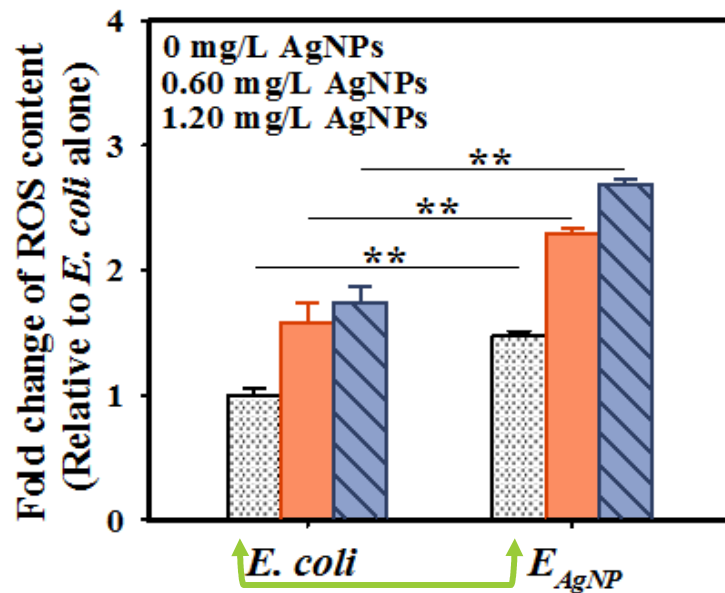 Fold change of ROS content
(Relative to E. coli alone)
4
3
2
1
0
0 mg/L AgNPs
0.60 mg/L AgNPs
1.20 mg/L AgNPs
**
**
**
E. coli
E_AgNP